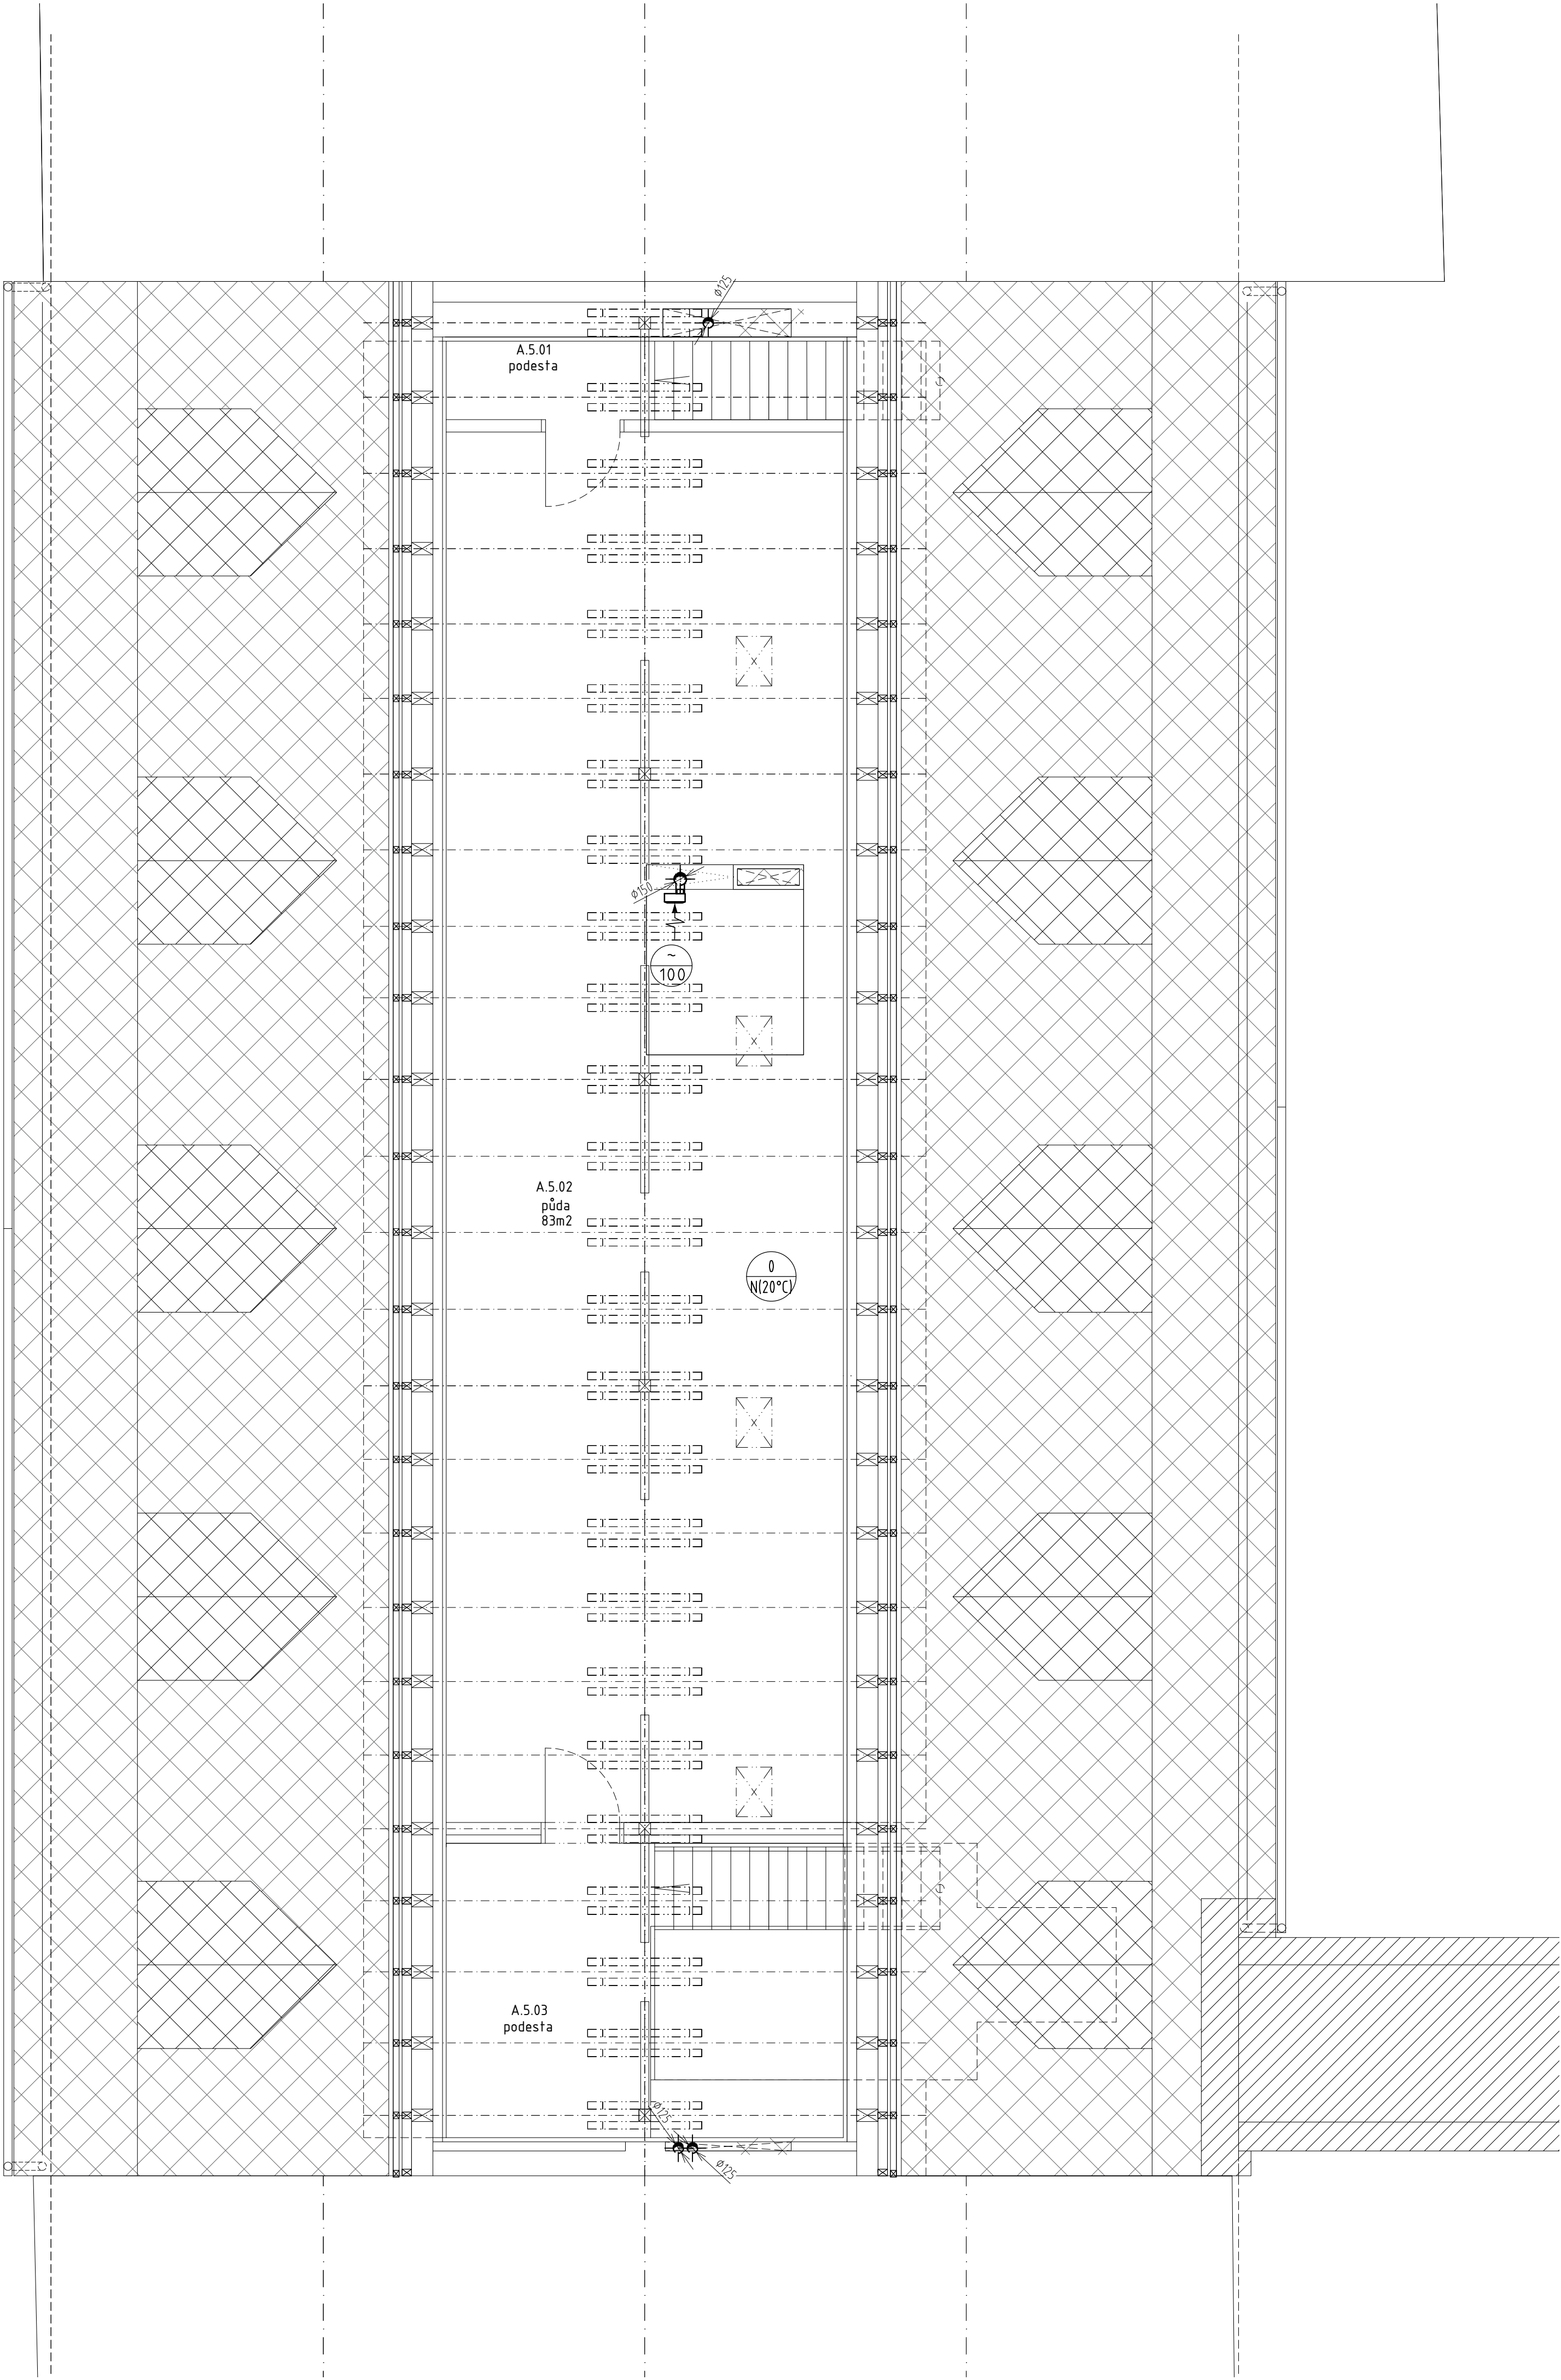 ø125
A.5.01
podesta
ø150
~
100
A.5.02
půda
83m2
0
N(20°C)
A.5.03
podesta
ø125
ø125